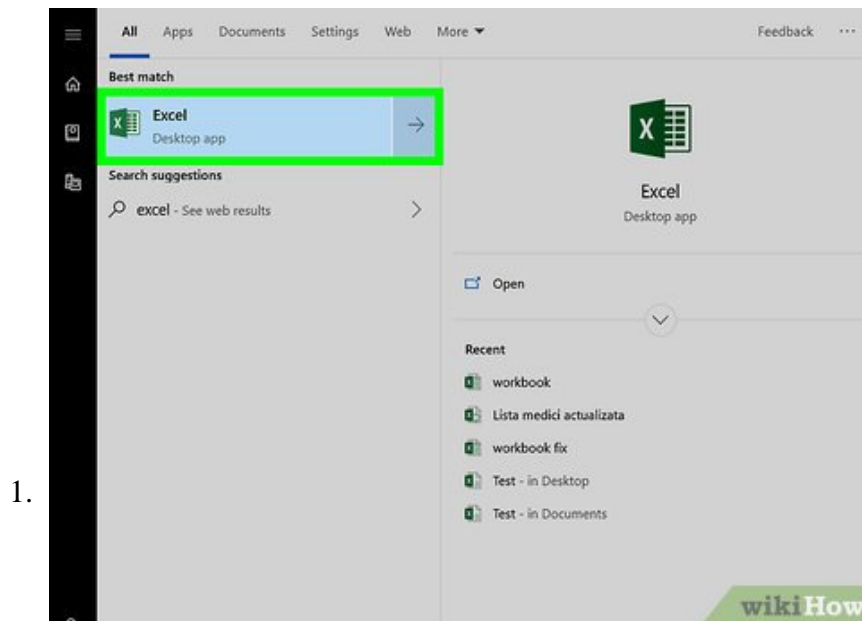 All Apps Documents Settings Web More Feedback ...
Best match
Excel
Desktop app
Search suggestions
excel - See web results
Excel
Desktop app
Open
Recent
workbook
Lista medici actualizata
workbook fix
Test - in Desktop
Test - in Documents
1.
wikiHow